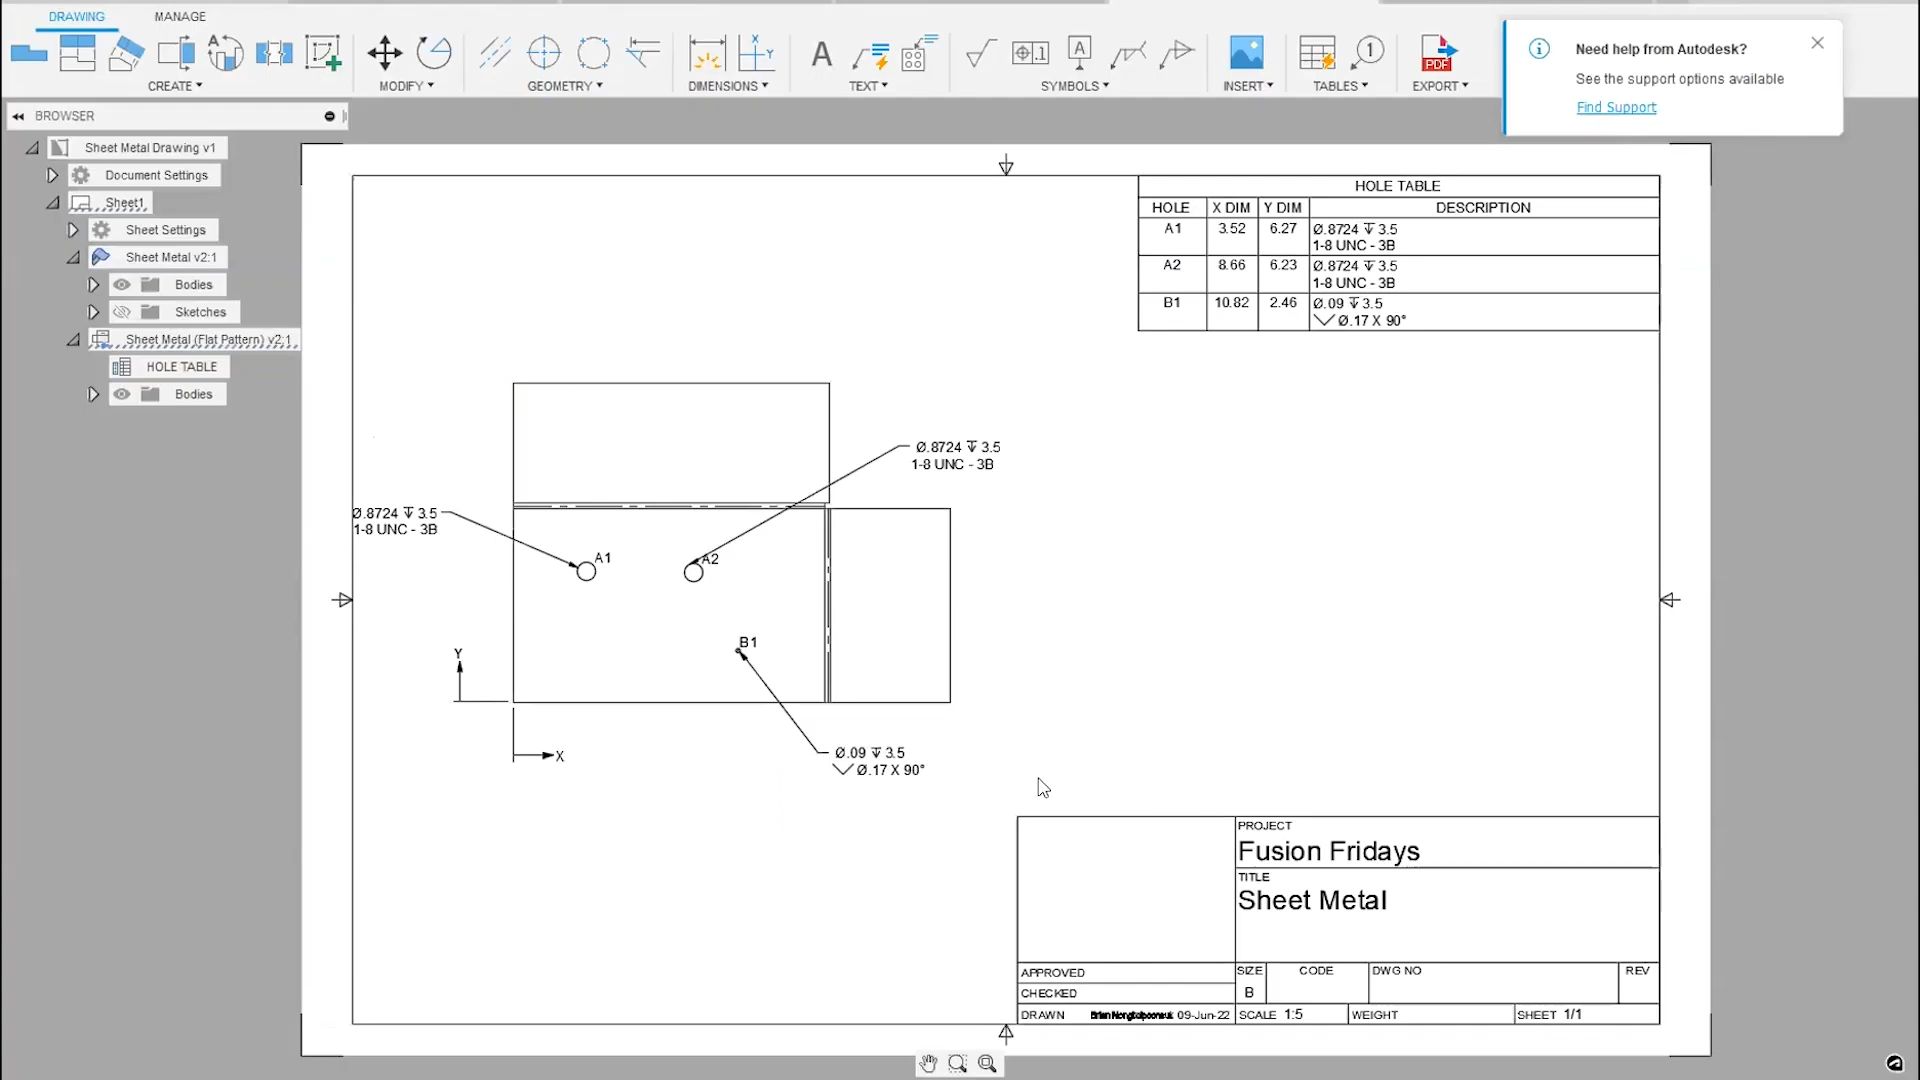 DRAWING
MANAGE
CREATE
MODIFY
GEOMETRY
DIMENSIONS
TEXT
SYMBOLS
INSERT
TABLES
EXPORT
Need help from Autodesk?
See the support options available
Find Support
BROWSER
Sheet Metal Drawing v1
Document Settings
Sheet1
Sheet Settings
Sheet Metal v2:1
Bodies
Sketches
Sheet Metal (Flat Pattern) v2:1
HOLE TABLE
Bodies
HOLE TABLE
HOLE X DIM Y DIM DESCRIPTION
A1 3.52 6.27 Ø.8724 ↧ 3.5
1-8 UNC - 3B
A2 8.66 6.23 Ø.8724 ↧ 3.5
1-8 UNC - 3B
B1 10.82 2.46 Ø.09 ↧ 3.5
⌵ Ø.17 X 90°
Ø.8724 ↧ 3.5
1-8 UNC - 3B
Ø.8724 ↧ 3.5
1-8 UNC - 3B
A1
A2
B1
Y
X
Ø.09 ↧ 3.5
⌵ Ø.17 X 90°
PROJECT
Fusion Fridays
TITLE
Sheet Metal
APPROVED
CHECKED
SIZE CODE DWG NO REV
B
DRAWN 09-Jun-22 SCALE 1:5 WEIGHT SHEET 1/1